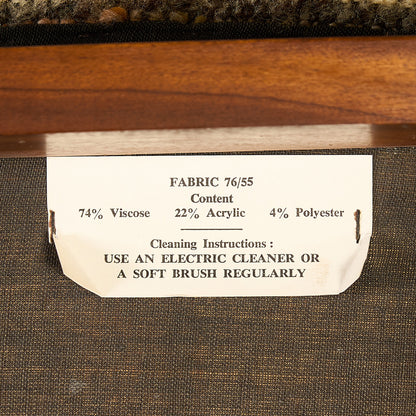 FABRIC 76/55
Content
74% Viscose 22% Acrylic 4% Polyester
Cleaning Instructions :
USE AN ELECTRIC CLEANER OR
A SOFT BRUSH REGULARLY